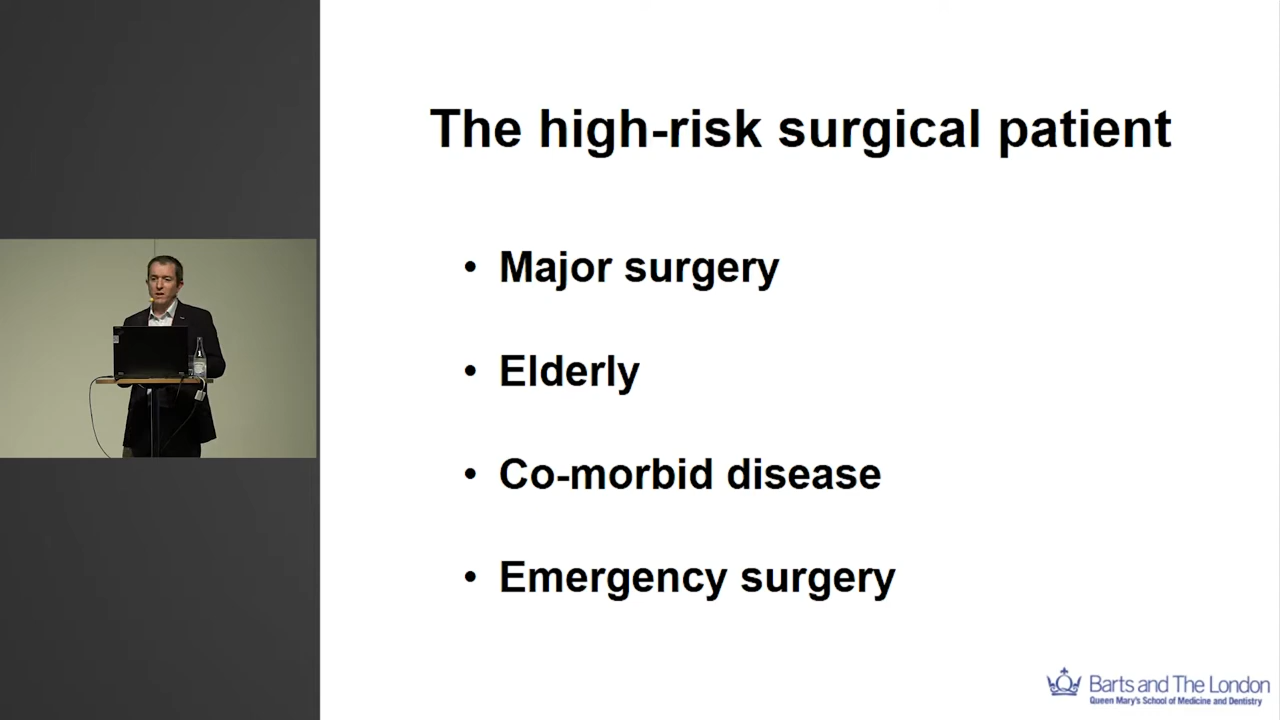 The high-risk surgical patient
• Major surgery
• Elderly
• Co-morbid disease
• Emergency surgery
Barts and The London
Queen Mary's School of Medicine and Dentistry